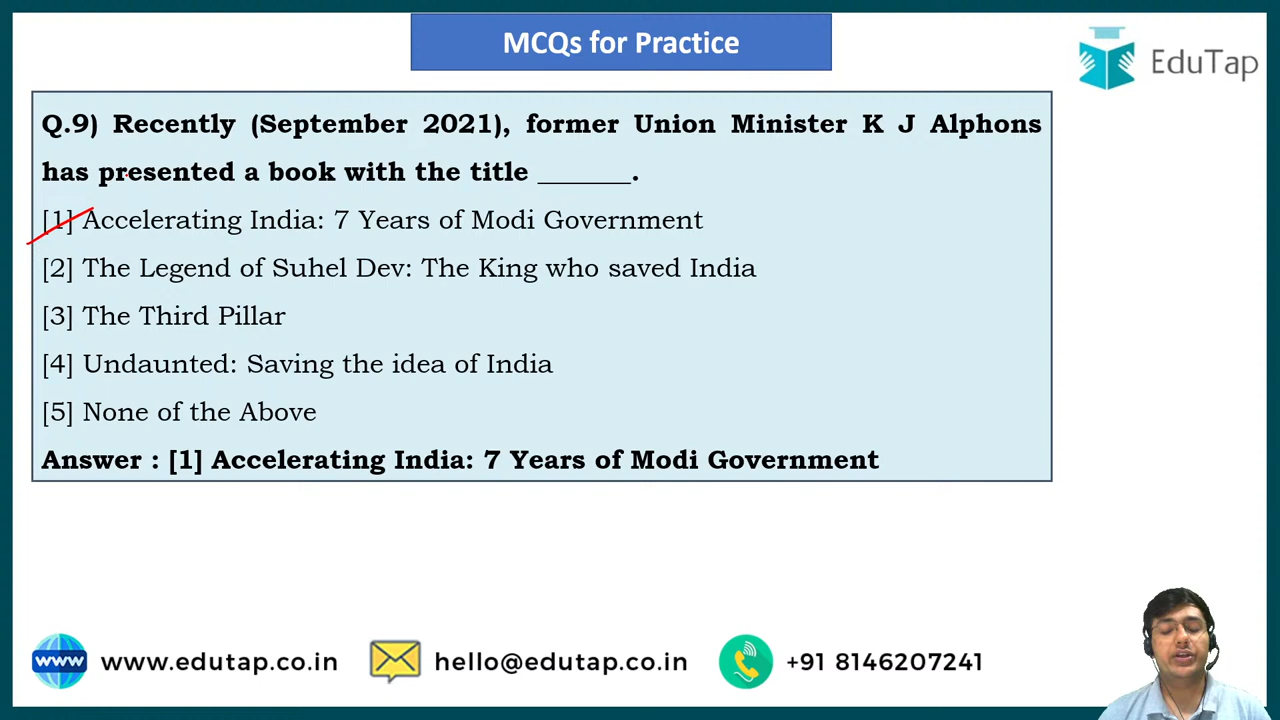 MCQs for Practice
EduTap
Q.9) Recently (September 2021), former Union Minister K J Alphons
has presented a book with the title _______.
[1] Accelerating India: 7 Years of Modi Government
[2] The Legend of Suhel Dev: The King who saved India
[3] The Third Pillar
[4] Undaunted: Saving the idea of India
[5] None of the Above
Answer : [1] Accelerating India: 7 Years of Modi Government
www
www.edutap.co.in
hello@edutap.co.in
+91 8146207241